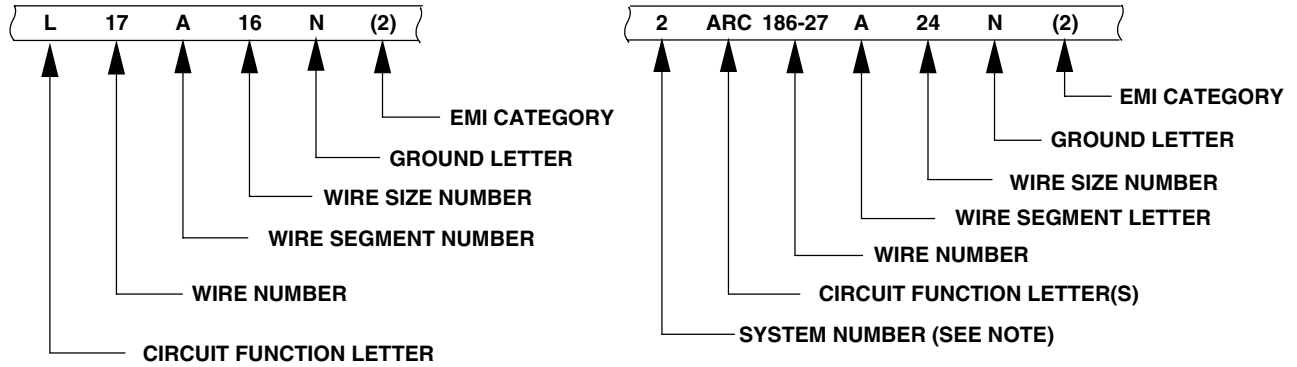 L 17 A 16 N (2)
EMI CATEGORY
GROUND LETTER
WIRE SIZE NUMBER
WIRE SEGMENT NUMBER
WIRE NUMBER
CIRCUIT FUNCTION LETTER
2 ARC 186-27 A 24 N (2)
EMI CATEGORY
GROUND LETTER
WIRE SIZE NUMBER
WIRE SEGMENT LETTER
WIRE NUMBER
CIRCUIT FUNCTION LETTER(S)
SYSTEM NUMBER (SEE NOTE)